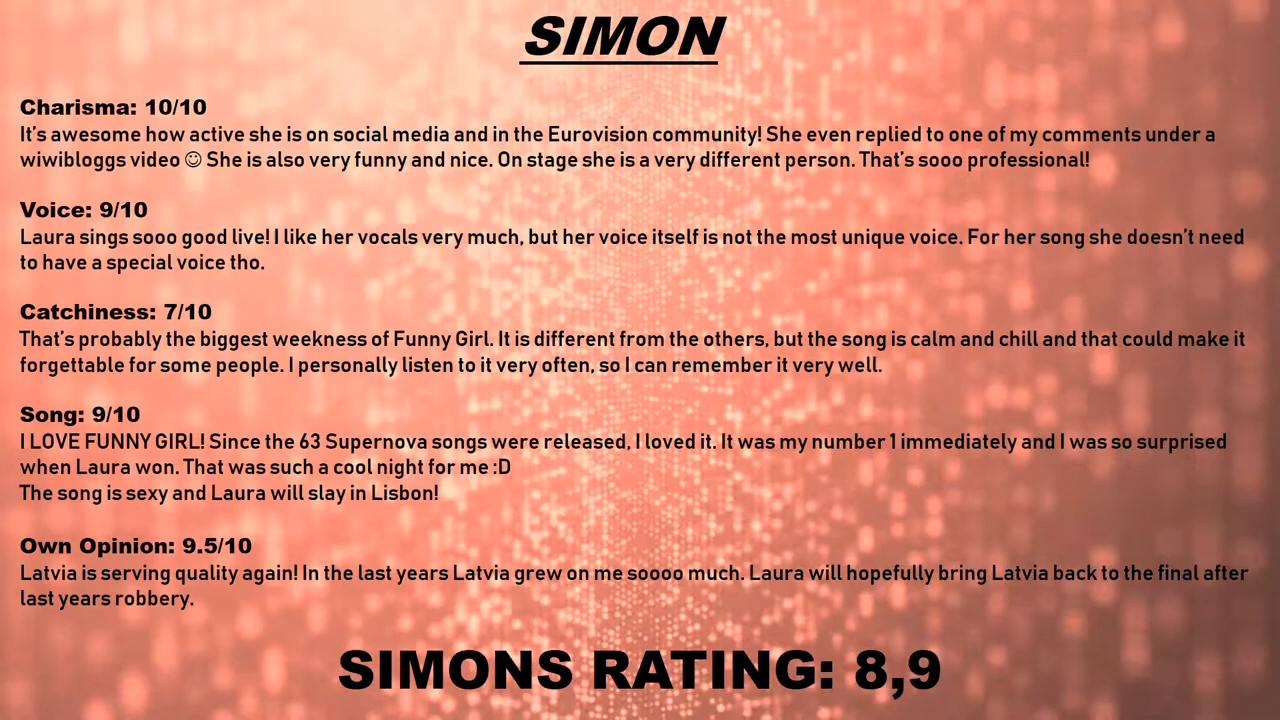 SIMON
Charisma: 10/10
It's awesome how active she is on social media and in the Eurovision community! She even replied to one of my comments under a
wiwibloggs video ☺ She is also very funny and nice. On stage she is a very different person. That's sooo professional!
Voice: 9/10
Laura sings sooo good live! I like her vocals very much, but her voice itself is not the most unique voice. For her song she doesn't need
to have a special voice tho.
Catchiness: 7/10
That's probably the biggest weekness of Funny Girl. It is different from the others, but the song is calm and chill and that could make it
forgettable for some people. I personally listen to it very often, so I can remember it very well.
Song: 9/10
I LOVE FUNNY GIRL! Since the 63 Supernova songs were released, I loved it. It was my number 1 immediately and I was so surprised
when Laura won. That was such a cool night for me :D
The song is sexy and Laura will slay in Lisbon!
Own Opinion: 9.5/10
Latvia is serving quality again! In the last years Latvia grew on me soooo much. Laura will hopefully bring Latvia back to the final after
last years robbery.
SIMONS RATING: 8,9